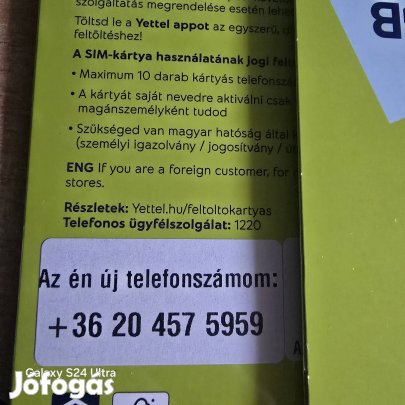 szolgáltatás megrendelése esetén
Töltsd le a Yettel appot az egyszerű,
feltöltéshez!
A SIM-kártya használatának jogi
• Maximum 10 darab kártyás
• A kártyát saját nevedre aktiválni csak
magánszemélyként tudod
• Szükséged van magyar hatóság által
(személyi igazolvány / jogosítvány /
ENG If you are a foreign customer, for
stores.
Részletek: Yettel.hu/feltoltokartyas
Telefonos ügyfélszolgálat: 1220
Az én új telefonszámom:
+36 20 457 5959
A
B
Galaxy S24 Ultra
Jófogás